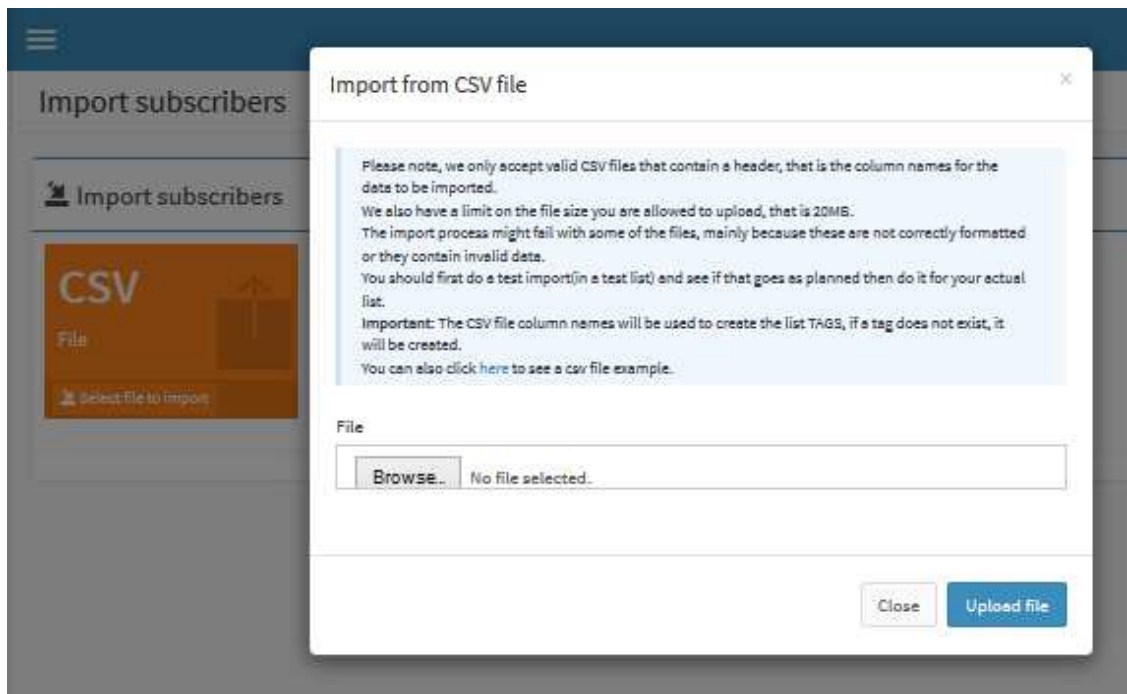 Import subscribers
Import subscribers
CSV
File
Select file to import
Import from CSV file
×
Please note, we only accept valid CSV files that contain a header, that is the column names for the
data to be imported.
We also have a limit on the file size you are allowed to upload, that is 20MB.
The import process might fail with some of the files, mainly because these are not correctly formatted
or they contain invalid data.
You should first do a test import(in a test list) and see if that goes as planned then do it for your actual
list.
Important: The CSV file column names will be used to create the list TAGS, if a tag does not exist, it
will be created.
You can also click here to see a csv file example.
File
Browse.. No file selected.
Close Upload file